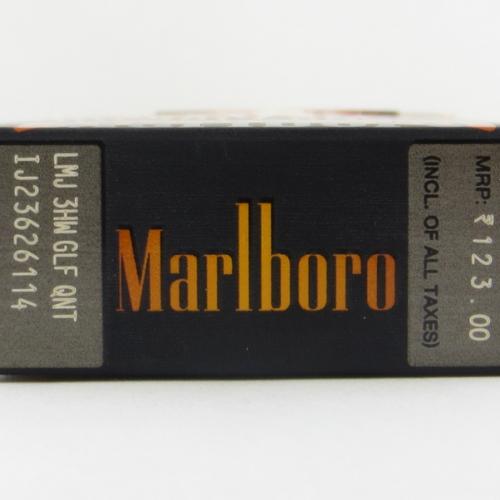 LMJ 3HW GLF QNT
IJ23626114
Marlboro
MRP: ₹123.00
(INCL. OF ALL TAXES)